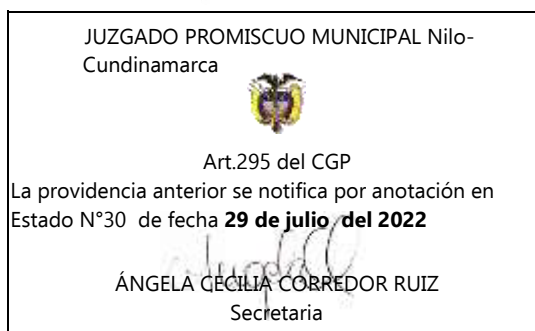 JUZGADO PROMISCUO MUNICIPAL Nilo-
Cundinamarca
Art.295 del CGP
La providencia anterior se notifica por anotación en
Estado N°30 de fecha 29 de julio del 2022
ÁNGELA CECILIA CORREDOR RUIZ
Secretaria